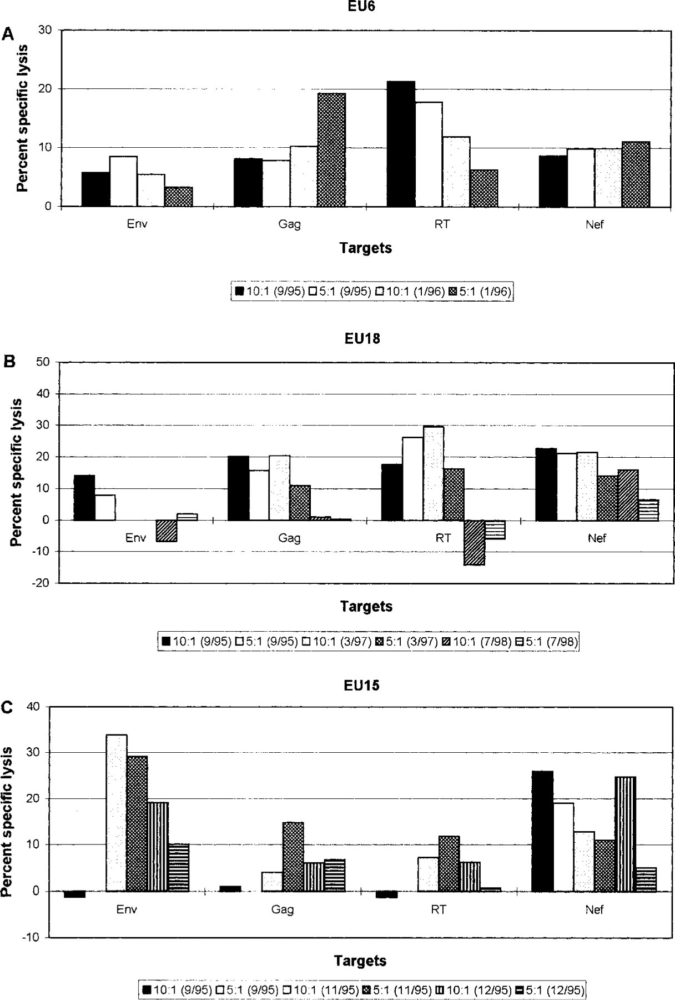 EU6
A
30
20
10
0
Percent specific lysis
Env Gag RT Nef
Targets
10:1 (9/95) 5:1 (9/95) 10:1 (1/96) 5:1 (1/96)
EU18
B
50
40
30
20
10
0
-10
-20
Percent specific lysis
Env Gag RT Nef
Targets
10:1 (9/95) 5:1 (9/95) 10:1 (3/97) 5:1 (3/97) 10:1 (7/98) 5:1 (7/98)
EU15
C
40
30
20
10
0
-10
Percent specific lysis
Env Gag RT Nef
Targets
10:1 (9/95) 5:1 (9/95) 10:1 (11/95) 5:1 (11/95) 10:1 (12/95) 5:1 (12/95)